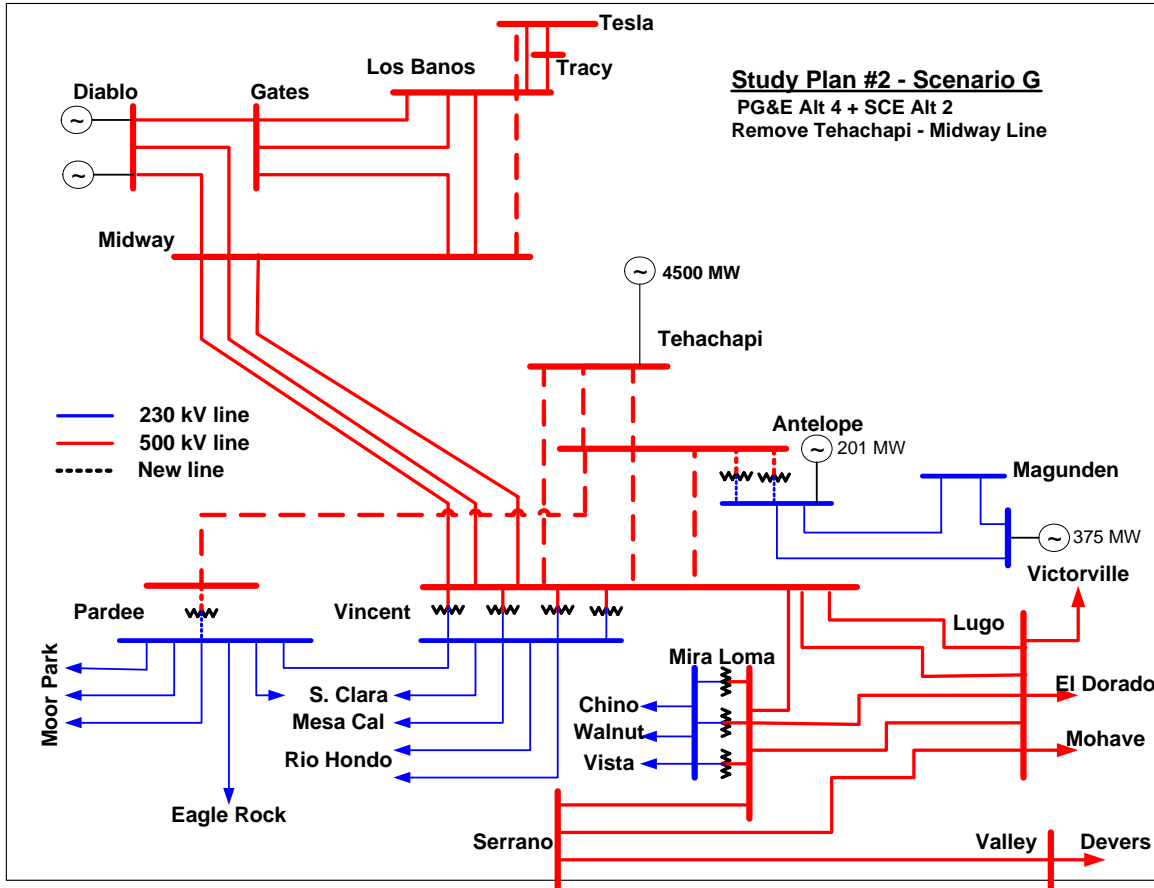 Tesla
Tracy
Los Banos
Diablo
Gates
Study Plan #2 - Scenario G
PG&E Alt 4 + SCE Alt 2
Remove Tehachapi - Midway Line
~
~
Midway
~ 4500 MW
Tehachapi
230 kV line
500 kV line
New line
Antelope
~ 201 MW
Magunden
~ 375 MW
Victorville
Pardee
Vincent
Lugo
Mira Loma
El Dorado
Moor Park
S. Clara
Mesa Cal
Rio Hondo
Chino
Walnut
Vista
Mohave
Eagle Rock
Serrano
Valley
Devers